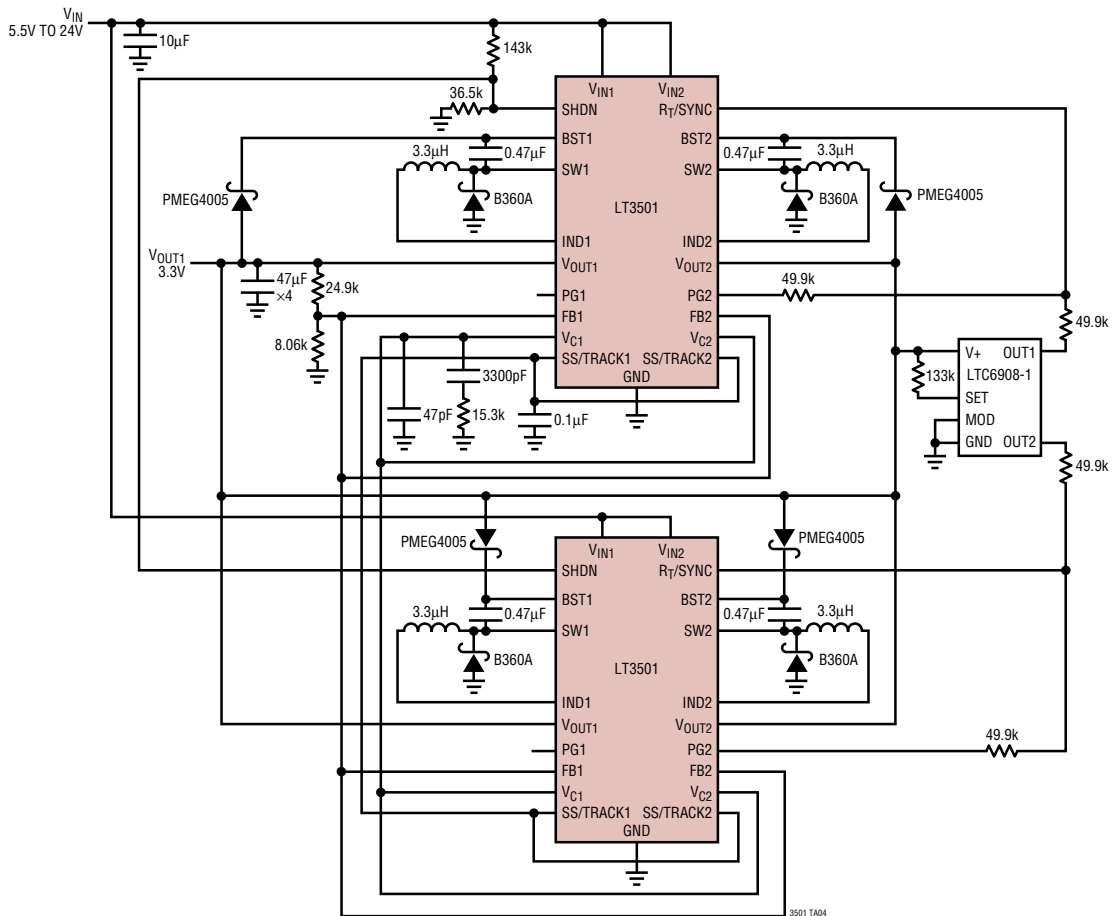 VIN
5.5V TO 24V
10µF
143k
36.5k
VIN1 VIN2
SHDN RT/SYNC
BST1 BST2
3.3µH 0.47µF 0.47µF 3.3µH
SW1 SW2
PMEG4005 B360A LT3501 B360A PMEG4005
IND1 IND2
VOUT1
3.3V
VOUT1 VOUT2
47µF
×4
24.9k
PG1 PG2 49.9k
49.9k
FB1 FB2
8.06k
VC1 VC2
SS/TRACK1 SS/TRACK2
GND
3300pF
47pF 15.3k 0.1µF
V+ OUT1
133k LTC6908-1
SET
MOD
GND OUT2
49.9k
PMEG4005 PMEG4005
VIN1 VIN2
SHDN RT/SYNC
BST1 BST2
3.3µH 0.47µF 0.47µF 3.3µH
SW1 SW2
B360A LT3501 B360A
IND1 IND2
VOUT1 VOUT2
49.9k
PG1 PG2
FB1 FB2
VC1 VC2
SS/TRACK1 SS/TRACK2
GND
3501 TA04